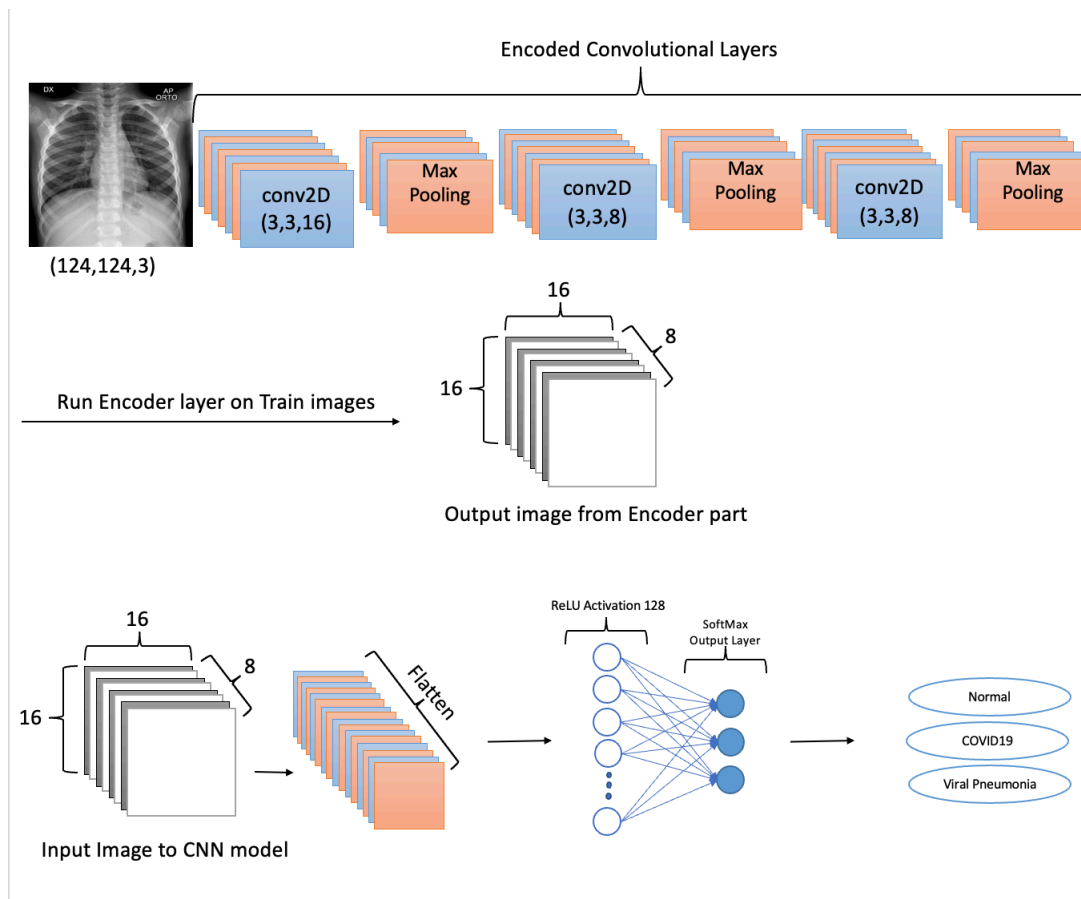 Encoded Convolutional Layers
DX
AP
ORTO
conv2D
(3,3,16)
Max
Pooling
conv2D
(3,3,8)
Max
Pooling
conv2D
(3,3,8)
Max
Pooling
(124,124,3)
16
8
16
Run Encoder layer on Train images
Output image from Encoder part
16
8
16
Flatten
ReLU Activation 128
SoftMax
Output Layer
Normal
COVID19
Viral Pneumonia
Input Image to CNN model